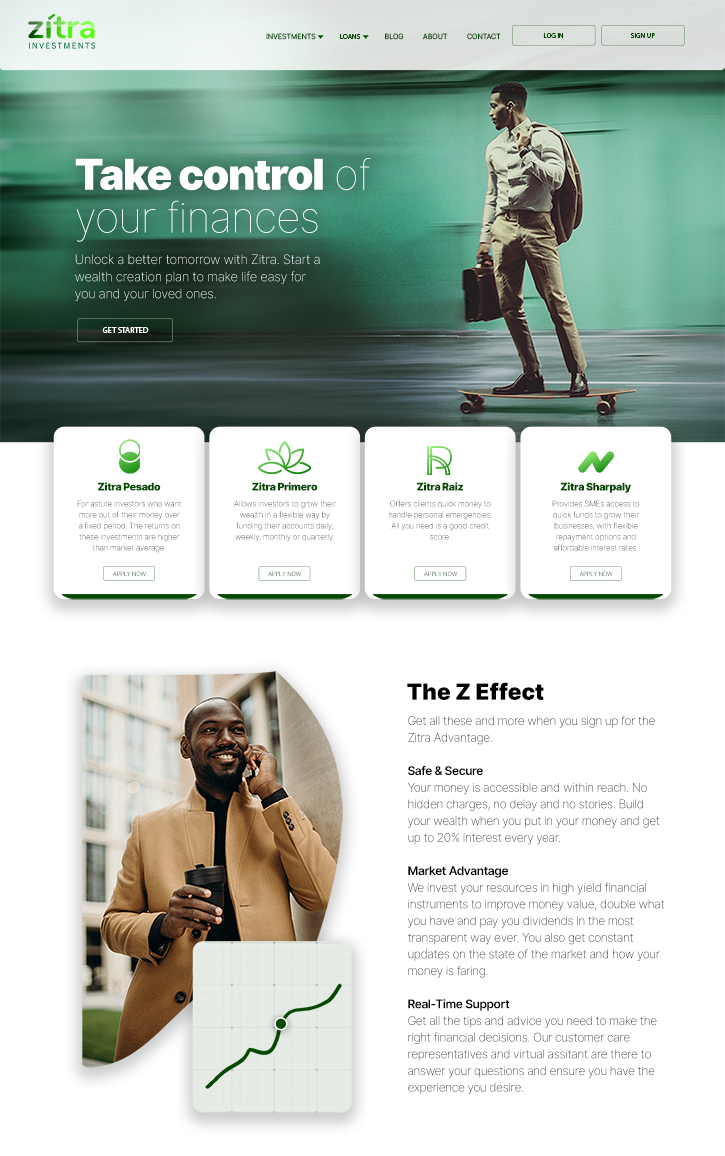 zitra
INVESTMENTS
INVESTMENTS LOANS BLOG ABOUT CONTACT LOG IN SIGN UP
Take control of
your finances
Unlock a better tomorrow with Zitra. Start a
wealth creation plan to make life easy for
you and your loved ones.
GET STARTED
Zitra Pesado
For astute investors who want
more out of their money over
a fixed period. The returns on
these investments are higher
than market average.
APPLY NOW
Zitra Primero
Allows investors to grow their
wealth in a flexible way by
funding their accounts daily,
weekly, monthly or quarterly.
APPLY NOW
Zitra Raiz
Offers clients quick money to
handle personal emergencies.
All you need is a good credit
score.
APPLY NOW
Zitra Sharpaly
Provides SMEs access to
quick funds to grow their
businesses, with flexible
repayment options and
affordable interest rates.
APPLY NOW
The Z Effect
Get all these and more when you sign up for the
Zitra Advantage.
Safe & Secure
Your money is accessible and within reach. No
hidden charges, no delay and no stories. Build
your wealth when you put in your money and get
up to 20% interest every year.
Market Advantage
We invest your resources in high yield financial
instruments to improve money value, double what
you have and pay you dividends in the most
transparent way ever. You also get constant
updates on the state of the market and how your
money is faring.
Real-Time Support
Get all the tips and advice you need to make the
right financial decisions. Our customer care
representatives and virtual assitant are there to
answer your questions and ensure you have the
experience you desire.